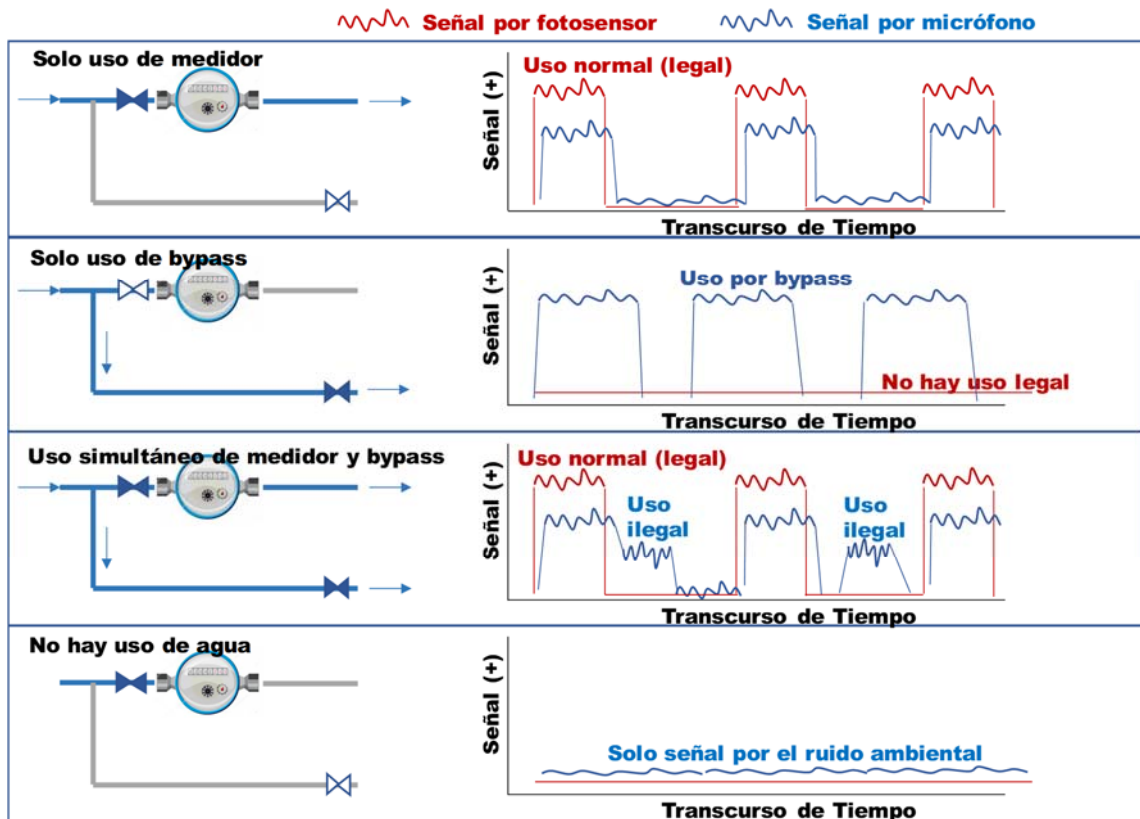 Señal por fotosensor
Señal por micrófono
Solo uso de medidor
Uso normal (legal)
Señal (+)
Transcurso de Tiempo
Solo uso de bypass
Uso por bypass
No hay uso legal
Señal (+)
Transcurso de Tiempo
Uso simultáneo de medidor y bypass
Uso normal (legal)
Uso
ilegal
Uso
ilegal
Señal (+)
Transcurso de Tiempo
No hay uso de agua
Solo señal por el ruido ambiental
Señal (+)
Transcurso de Tiempo